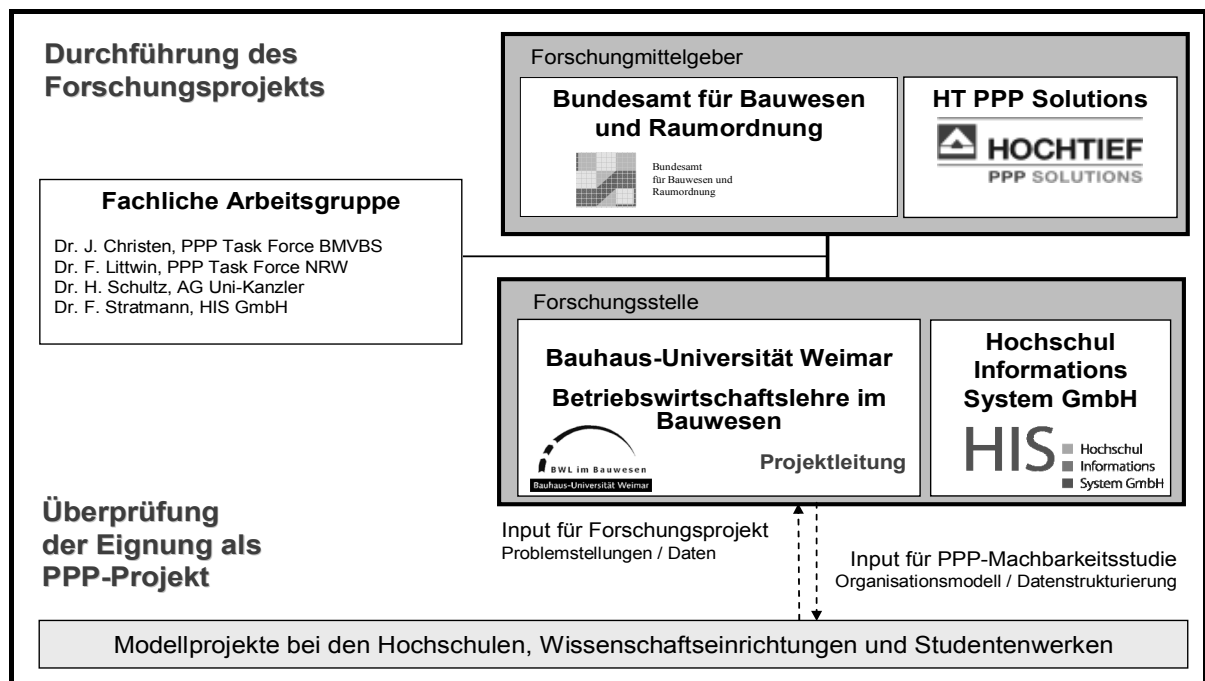 Durchführung des
Forschungsprojekts
Forschungmittelgeber
Bundesamt für Bauwesen
und Raumordnung
Bundesamt
für Bauwesen und
Raumordnung
HT PPP Solutions
HOCHTIEF
PPP SOLUTIONS
Fachliche Arbeitsgruppe
Dr. J. Christen, PPP Task Force BMVBS
Dr. F. Littwin, PPP Task Force NRW
Dr. H. Schultz, AG Uni-Kanzler
Dr. F. Stratmann, HIS GmbH
Forschungsstelle
Bauhaus-Universität Weimar
Betriebswirtschaftslehre im
Bauwesen
BWL im Bauwesen
Bauhaus-Universität Weimar
Projektleitung
Hochschul
Informations
System GmbH
HIS
Hochschul
Informations
System GmbH
Überprüfung
der Eignung als
PPP-Projekt
Input für Forschungsprojekt
Problemstellungen / Daten
Input für PPP-Machbarkeitsstudie
Organisationsmodell / Datenstrukturierung
Modellprojekte bei den Hochschulen, Wissenschaftseinrichtungen und Studentenwerken